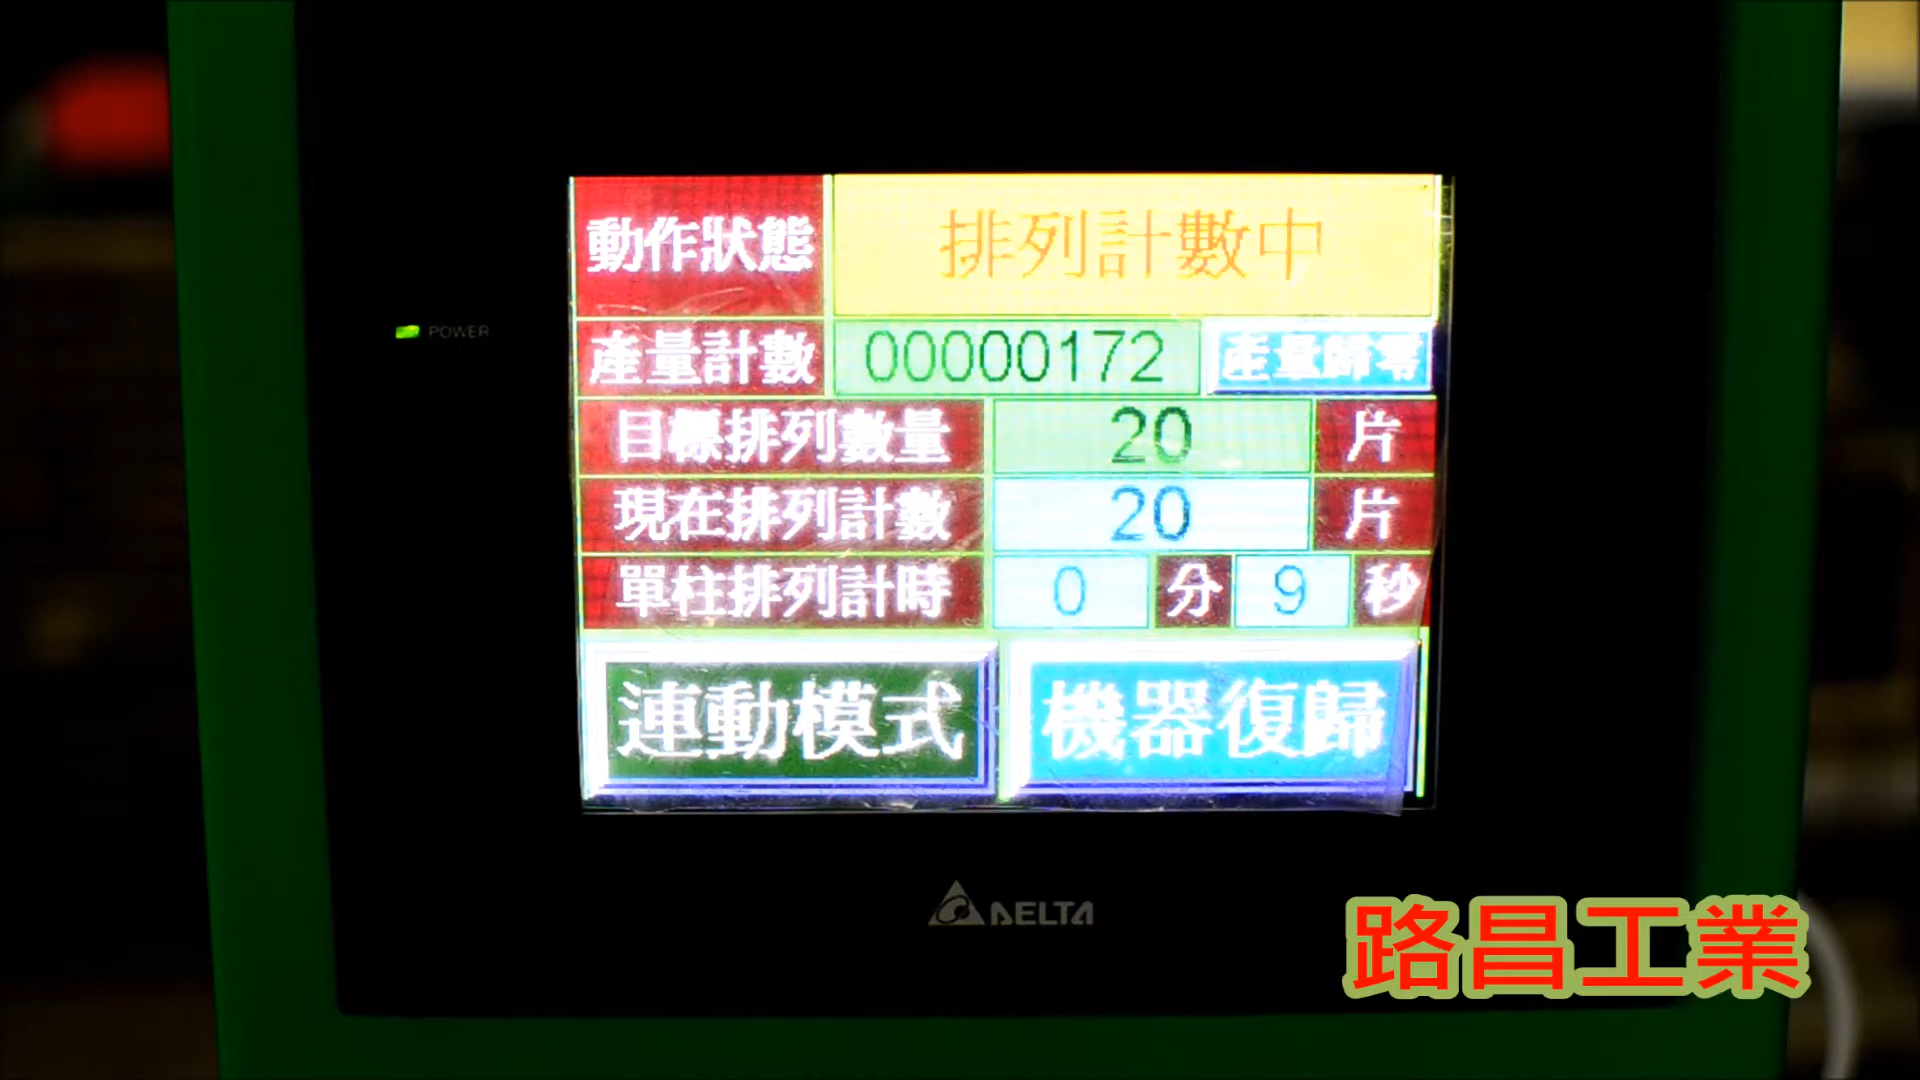 動作狀態 排列計數中
POWER
產量計數 00000172 產量歸零
目標排列數量 20 片
現在排列計數 20 片
單柱排列計時 0 分 9 秒
連動模式 機器復歸
DELTA
路昌工業